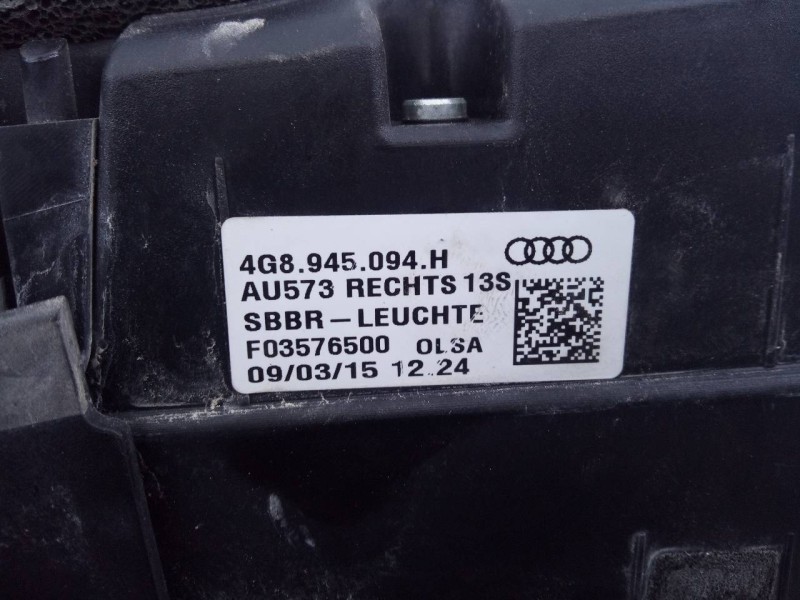 4G8.945.094.H
AU573 RECHTS 13S
SBBR-LEUCHTE
F03576500 OLSA
09/03/15 12:24